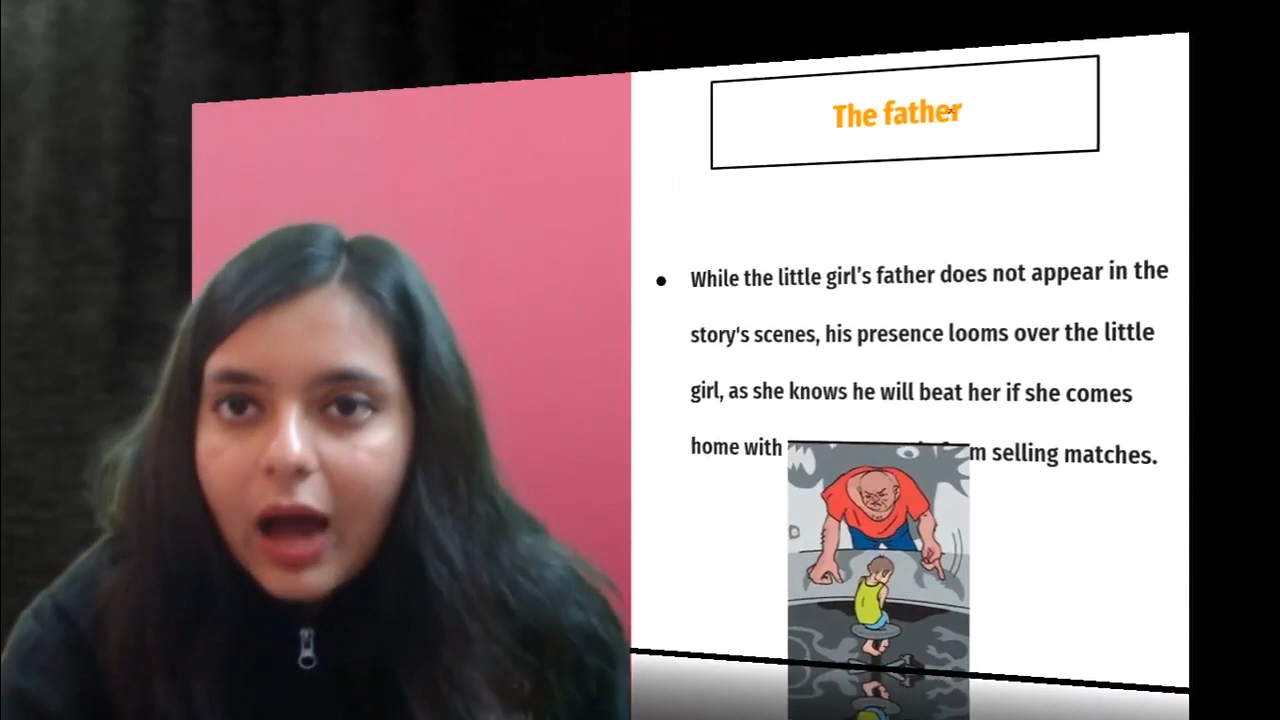 The father
While the little girl's father does not appear in the
story's scenes, his presence looms over the little
girl, as she knows he will beat her if she comes
home with m selling matches.